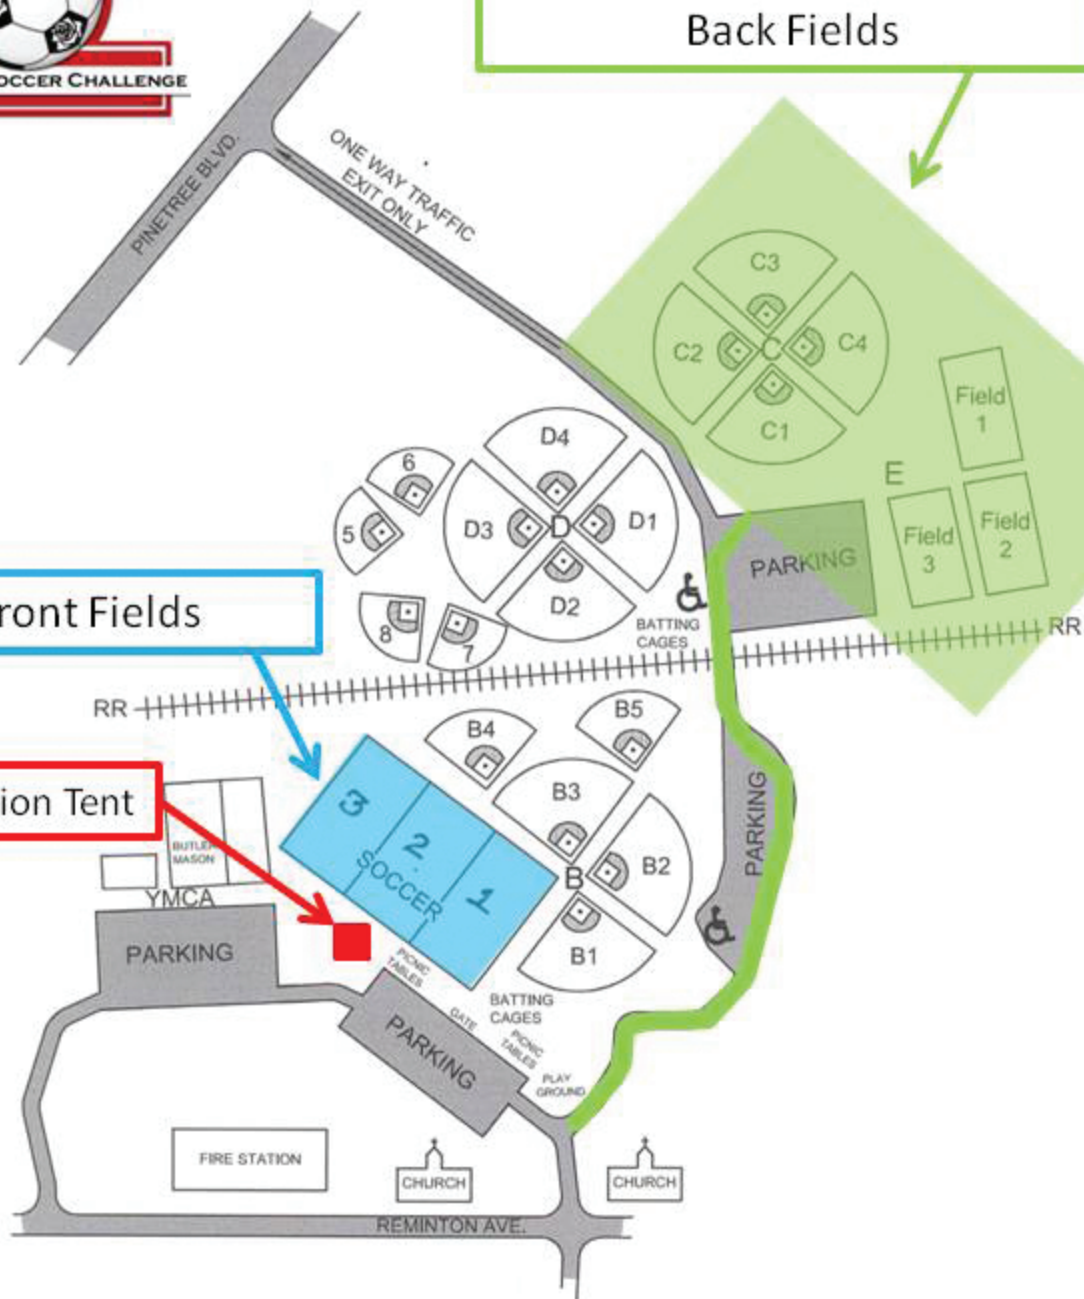 OCCER CHALLENGE
Back Fields
PINETREE BLVD.
ONE WAY TRAFFIC
EXIT ONLY
C3
C2
C
C4
C1
Field
1
E
Field
2
Field
3
PARKING
D4
D3
D
D1
D2
6
5
8
7
BATTING
CAGES
ront Fields
RR
RR
B4
B5
B3
B2
B
B1
3
2
1
SOCCER
PARKING
ion Tent
BUTLER
MASON
YMCA
PARKING
PICNIC
TABLES
BATTING
CAGES
GATE
PICNIC
TABLES
PLAY
GROUND
PARKING
FIRE STATION
CHURCH
CHURCH
REMINTON AVE.